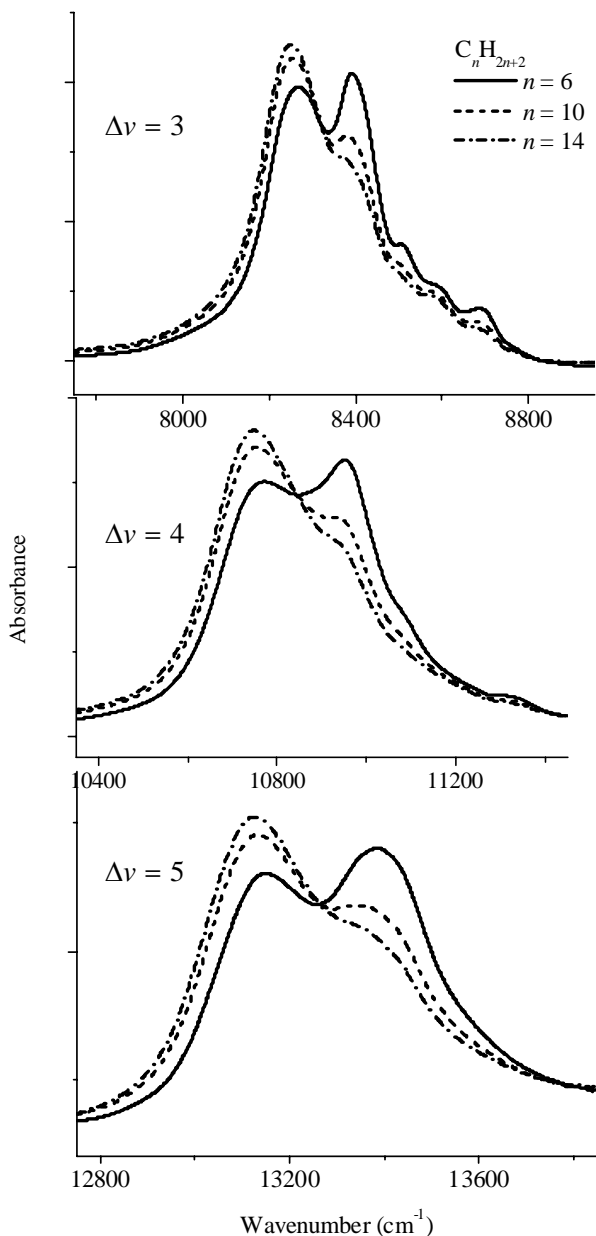 CₙH₂ₙ₊₂
n = 6
n = 10
n = 14
Δv = 3
8000 8400 8800
Δv = 4
10400 10800 11200
Absorbance
Δv = 5
12800 13200 13600
Wavenumber (cm⁻¹)